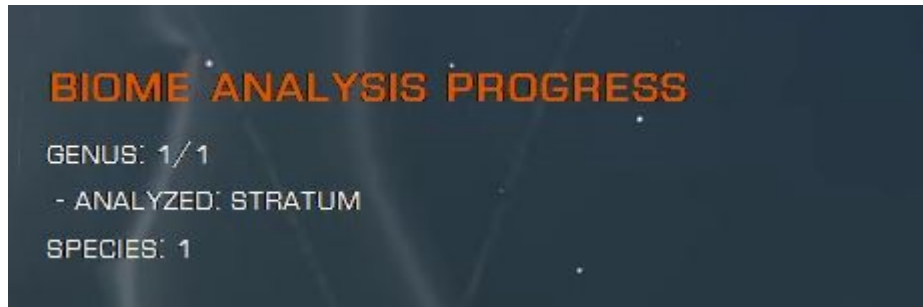 BIOME ANALYSIS PROGRESS
GENUS: 1/1
- ANALYZED: STRATUM
SPECIES: 1